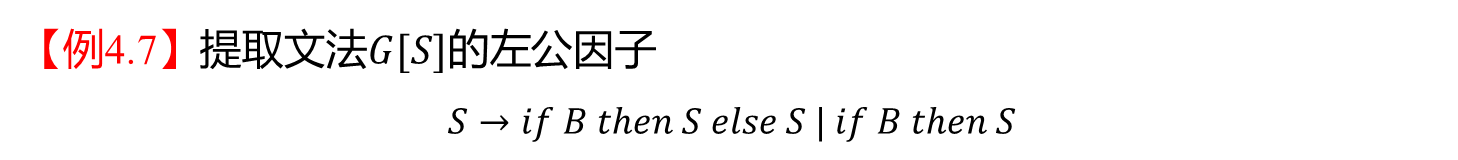 【例4.7】提取文法G[S]的左公因子
S → if B then S else S | if B then S